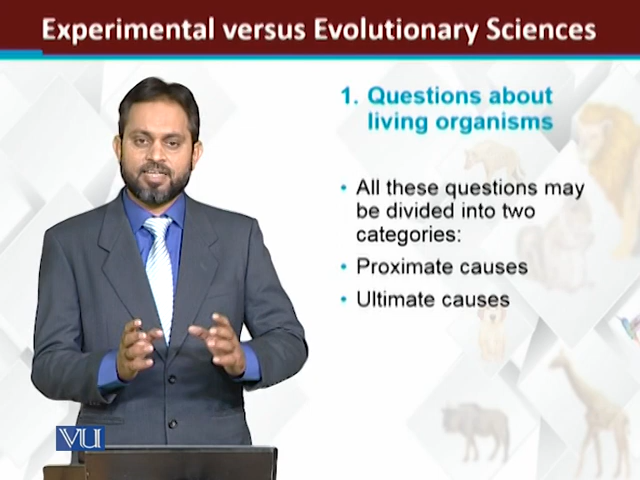 Experimental versus Evolutionary Sciences
1. Questions about
living organisms
• All these questions may
be divided into two
categories:
• Proximate causes
• Ultimate causes
VU